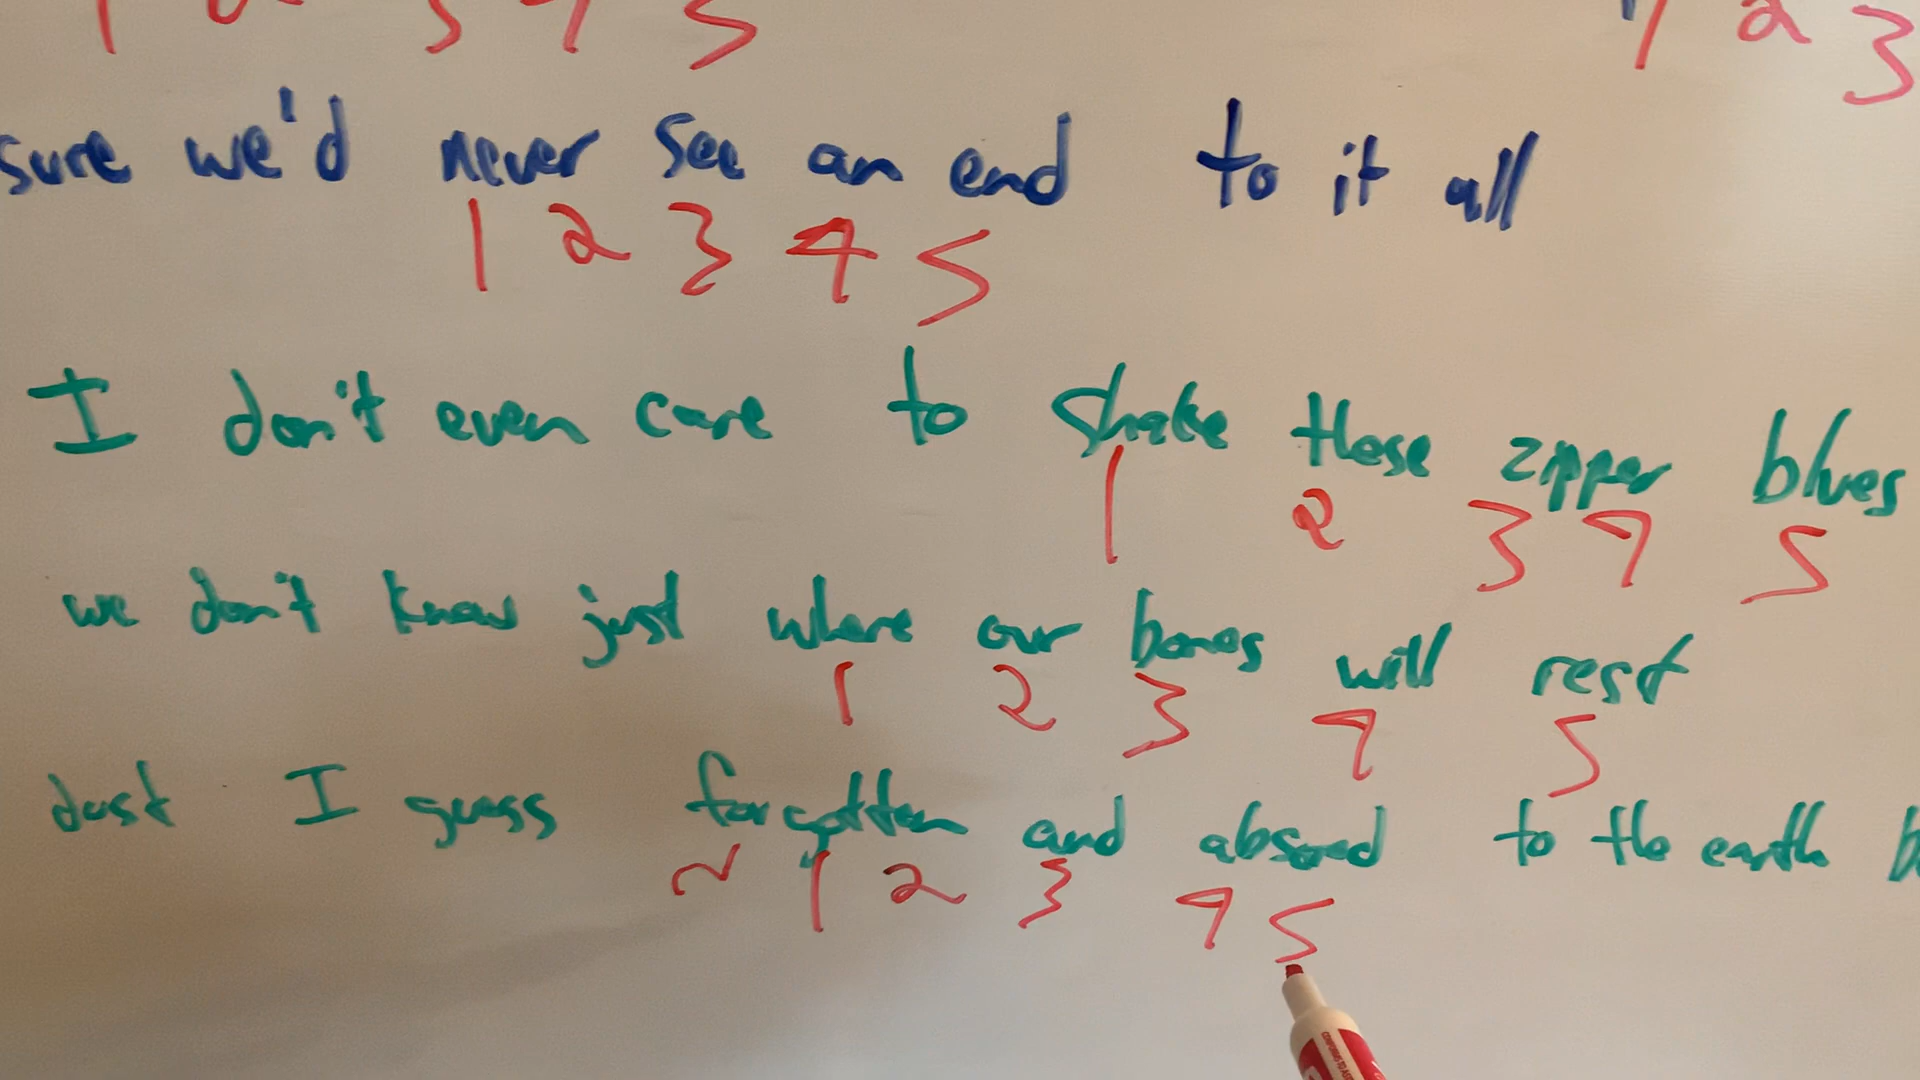 1 2 3 4 5 1 2 3
sure we'd never see an end to it all
1 2 3 4 5
I don't even care to shake these zipper blues
1 2 3 4 5
we don't know just where our bones will rest
1 2 3 4 5
dust I guess forgotten and absored to the earth
~ 1 2 3 4 5